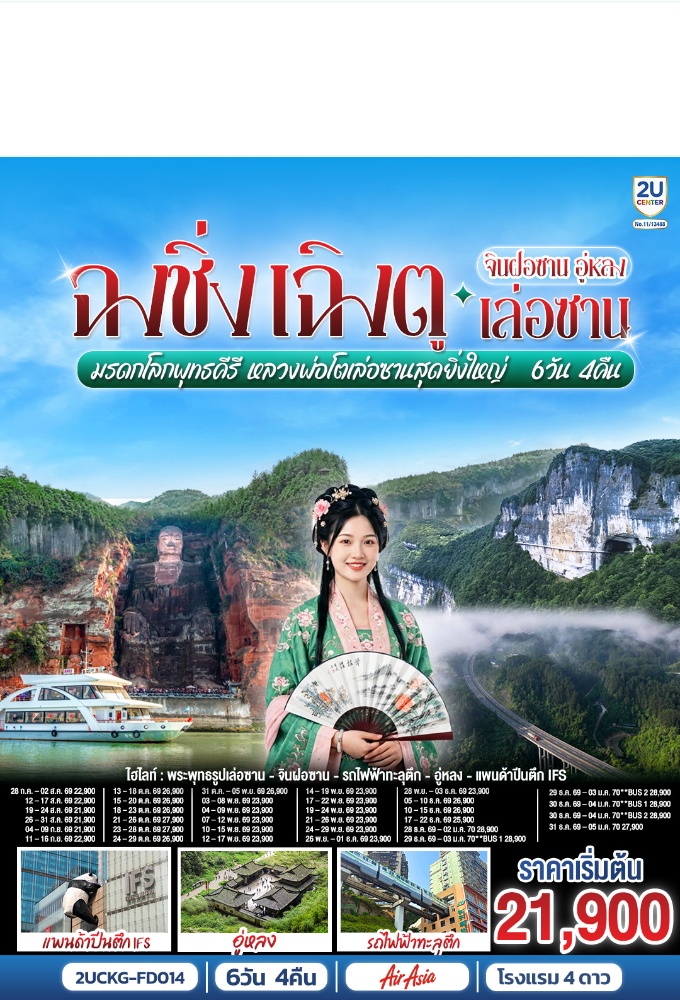 2U
CENTER
No.11/13488
ฉงชิ่ง เฉิงตู
จินฝอซาน อู่หลง
เล่อซาน
มรดกโลกพุทธคีรี หลวงพ่อโตเล่อซานสุดยิ่งใหญ่ 6วัน 4คืน
ไฮไลท์ : พระพุทธรูปเล่อซาน - จินฝอซาน - รถไฟฟ้าทะลุตึก - อู่หลง - แพนด้าปีนตึก IFS
28 ก.ค. – 02 ส.ค. 69 22,900
12 – 17 ส.ค. 69 22,900
19 – 24 ส.ค. 69 21,900
26 – 31 ส.ค. 69 21,900
04 – 09 ก.ย. 69 21,900
11 – 16 ก.ย. 69 22,900
13 – 18 ต.ค. 69 26,900
15 – 20 ต.ค. 69 26,900
18 – 23 ต.ค. 69 26,900
21 – 26 ต.ค. 69 27,900
23 – 28 ต.ค. 69 27,900
24 – 29 ต.ค. 69 26,900
31 ต.ค. – 05 พ.ย. 69 26,900
03 – 08 พ.ย. 69 23,900
04 – 09 พ.ย. 69 23,900
07 – 12 พ.ย. 69 23,900
10 – 15 พ.ย. 69 23,900
12 – 17 พ.ย. 69 23,900
14 – 19 พ.ย. 69 23,900
17 – 22 พ.ย. 69 23,900
19 – 24 พ.ย. 69 23,900
21 – 26 พ.ย. 69 23,900
24 – 29 พ.ย. 69 23,900
26 พ.ย. – 01 ธ.ค. 69 23,900
28 พ.ย. – 03 ธ.ค. 69 23,900
05 – 10 ธ.ค. 69 26,900
10 – 15 ธ.ค. 69 26,900
17 – 22 ธ.ค. 69 25,900
28 ธ.ค. 69 – 02 ม.ค. 70 28,900
29 ธ.ค. 69 – 03 ม.ค. 70**BUS 1 28,900
29 ธ.ค. 69 – 03 ม.ค. 70**BUS 2 28,900
30 ธ.ค. 69 – 04 ม.ค. 70**BUS 1 28,900
30 ธ.ค. 69 – 04 ม.ค. 70**BUS 2 28,900
31 ธ.ค. 69 – 05 ม.ค. 70 27,900
IFS
แพนด้าปีนตึก IFS
อู่หลง
รถไฟฟ้าทะลุตึก
ราคาเริ่มต้น
21,900
2UCKG-FD014
6วัน 4คืน
AirAsia
โรงแรม 4 ดาว